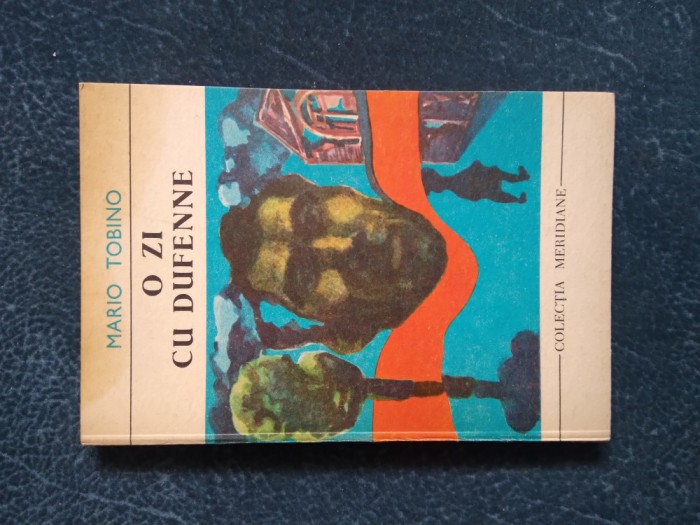 MARIO TOBINO
O ZI
CU DUFENNE
COLECȚIA MERIDIANE